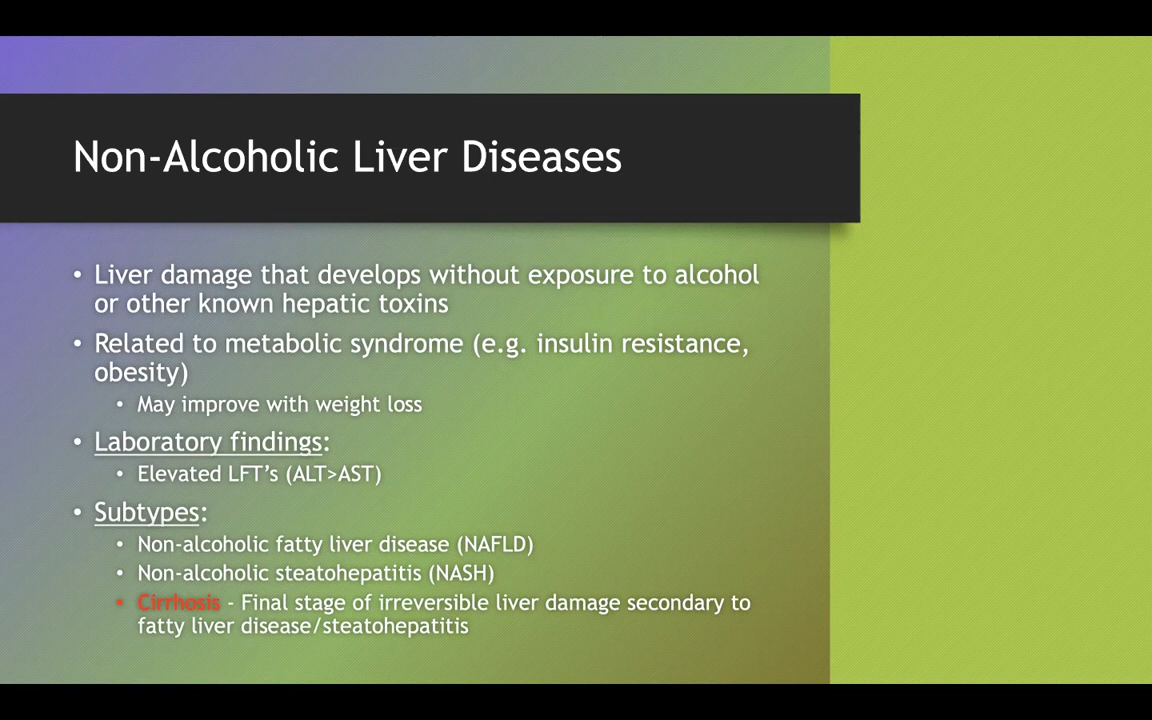 Non-Alcoholic Liver Diseases
• Liver damage that develops without exposure to alcohol
or other known hepatic toxins
• Related to metabolic syndrome (e.g. insulin resistance,
obesity)
• May improve with weight loss
• Laboratory findings:
• Elevated LFT’s (ALT>AST)
• Subtypes:
• Non-alcoholic fatty liver disease (NAFLD)
• Non-alcoholic steatohepatitis (NASH)
• Cirrhosis - Final stage of irreversible liver damage secondary to
fatty liver disease/steatohepatitis